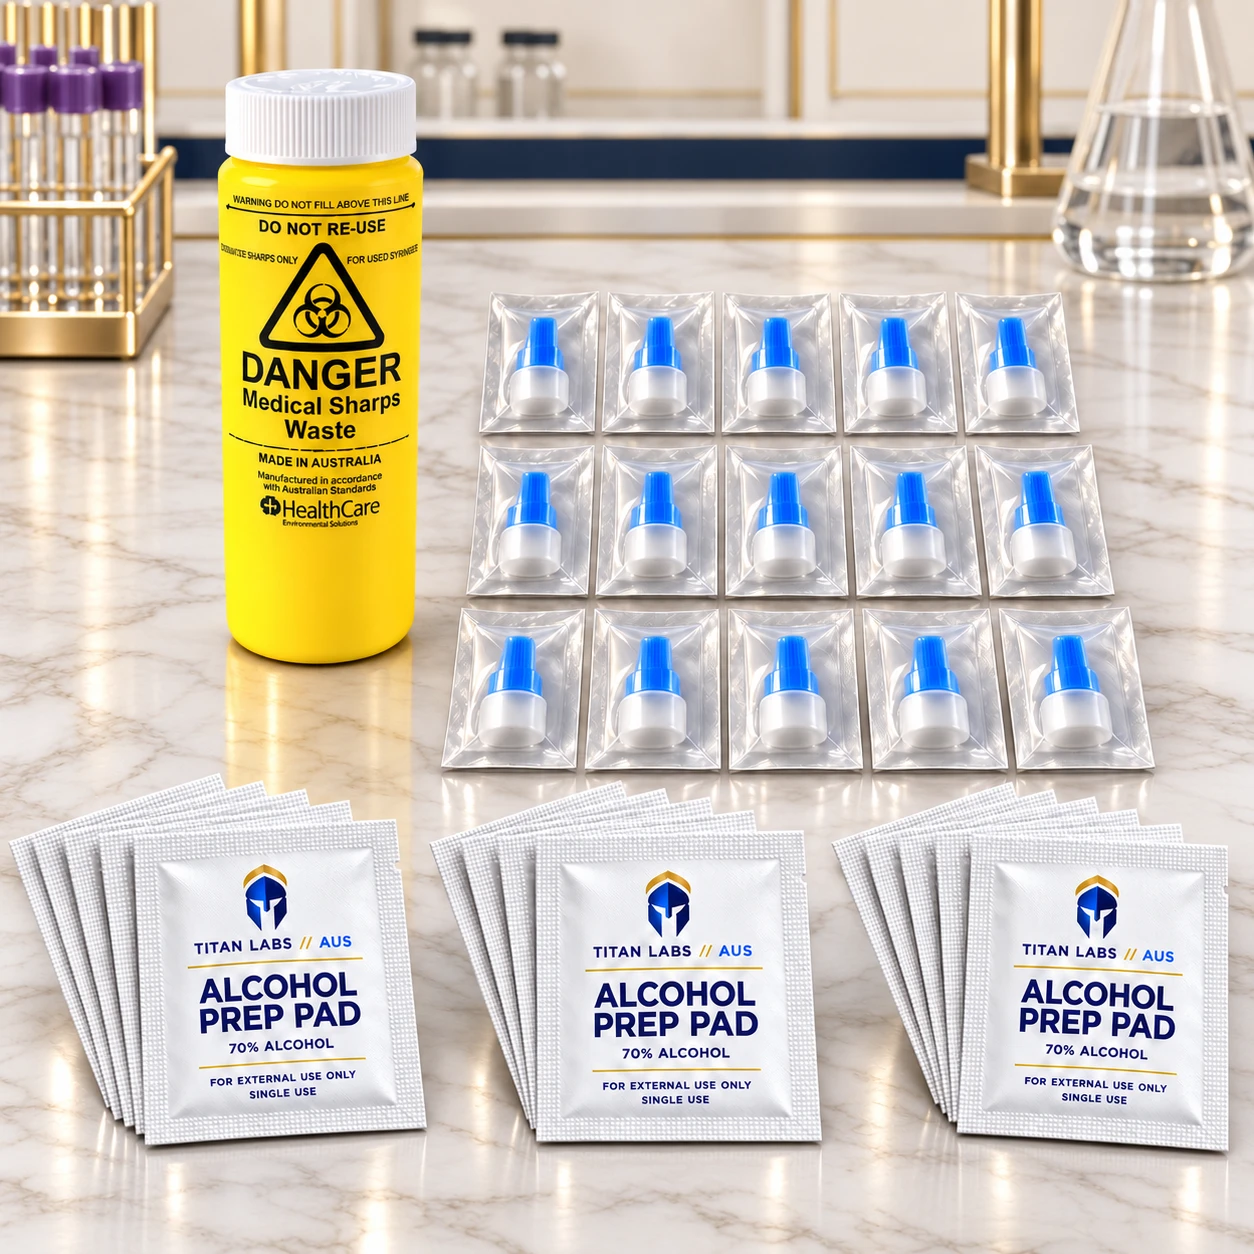 WARNING DO NOT FILL ABOVE THIS LINE
DO NOT RE-USE
SHARPS ONLY
FOR USED SYRINGES
DANGER
Medical Sharps
Waste
MADE IN AUSTRALIA
Manufactured in accordance
with Australian Standards
HealthCare
Environmental Solutions
TITAN LABS // AUS
ALCOHOL
PREP PAD
70% ALCOHOL
FOR EXTERNAL USE ONLY
SINGLE USE
TITAN LABS // AUS
ALCOHOL
PREP PAD
70% ALCOHOL
FOR EXTERNAL USE ONLY
SINGLE USE
TITAN LABS // AUS
ALCOHOL
PREP PAD
70% ALCOHOL
FOR EXTERNAL USE ONLY
SINGLE USE